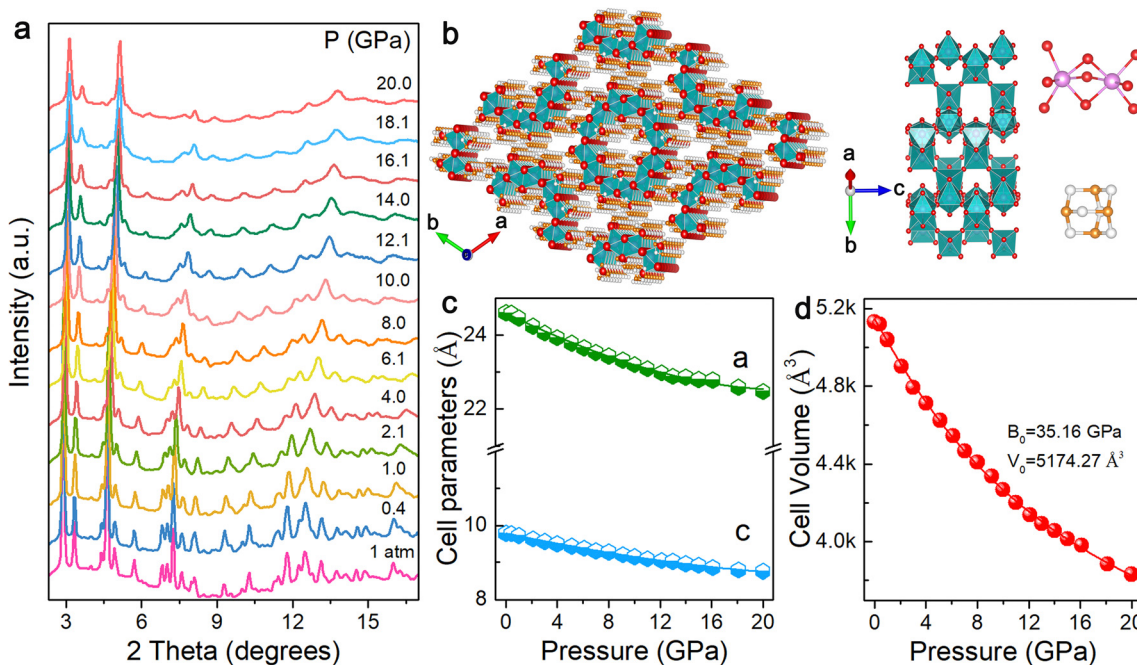 a
P (GPa)
20.0
18.1
16.1
14.0
12.1
10.0
8.0
6.1
4.0
2.1
1.0
0.4
1 atm
Intensity (a.u.)
3 6 9 12 15
2 Theta (degrees)
b
b a
a
c
b
c
24
22
10
8
Cell parameters (Å)
a
c
0 4 8 12 16 20
Pressure (GPa)
d
5.2k
4.8k
4.4k
4.0k
Cell Volume (Å³)
B₀=35.16 GPa
V₀=5174.27 Å³
0 4 8 12 16 20
Pressure (GPa)